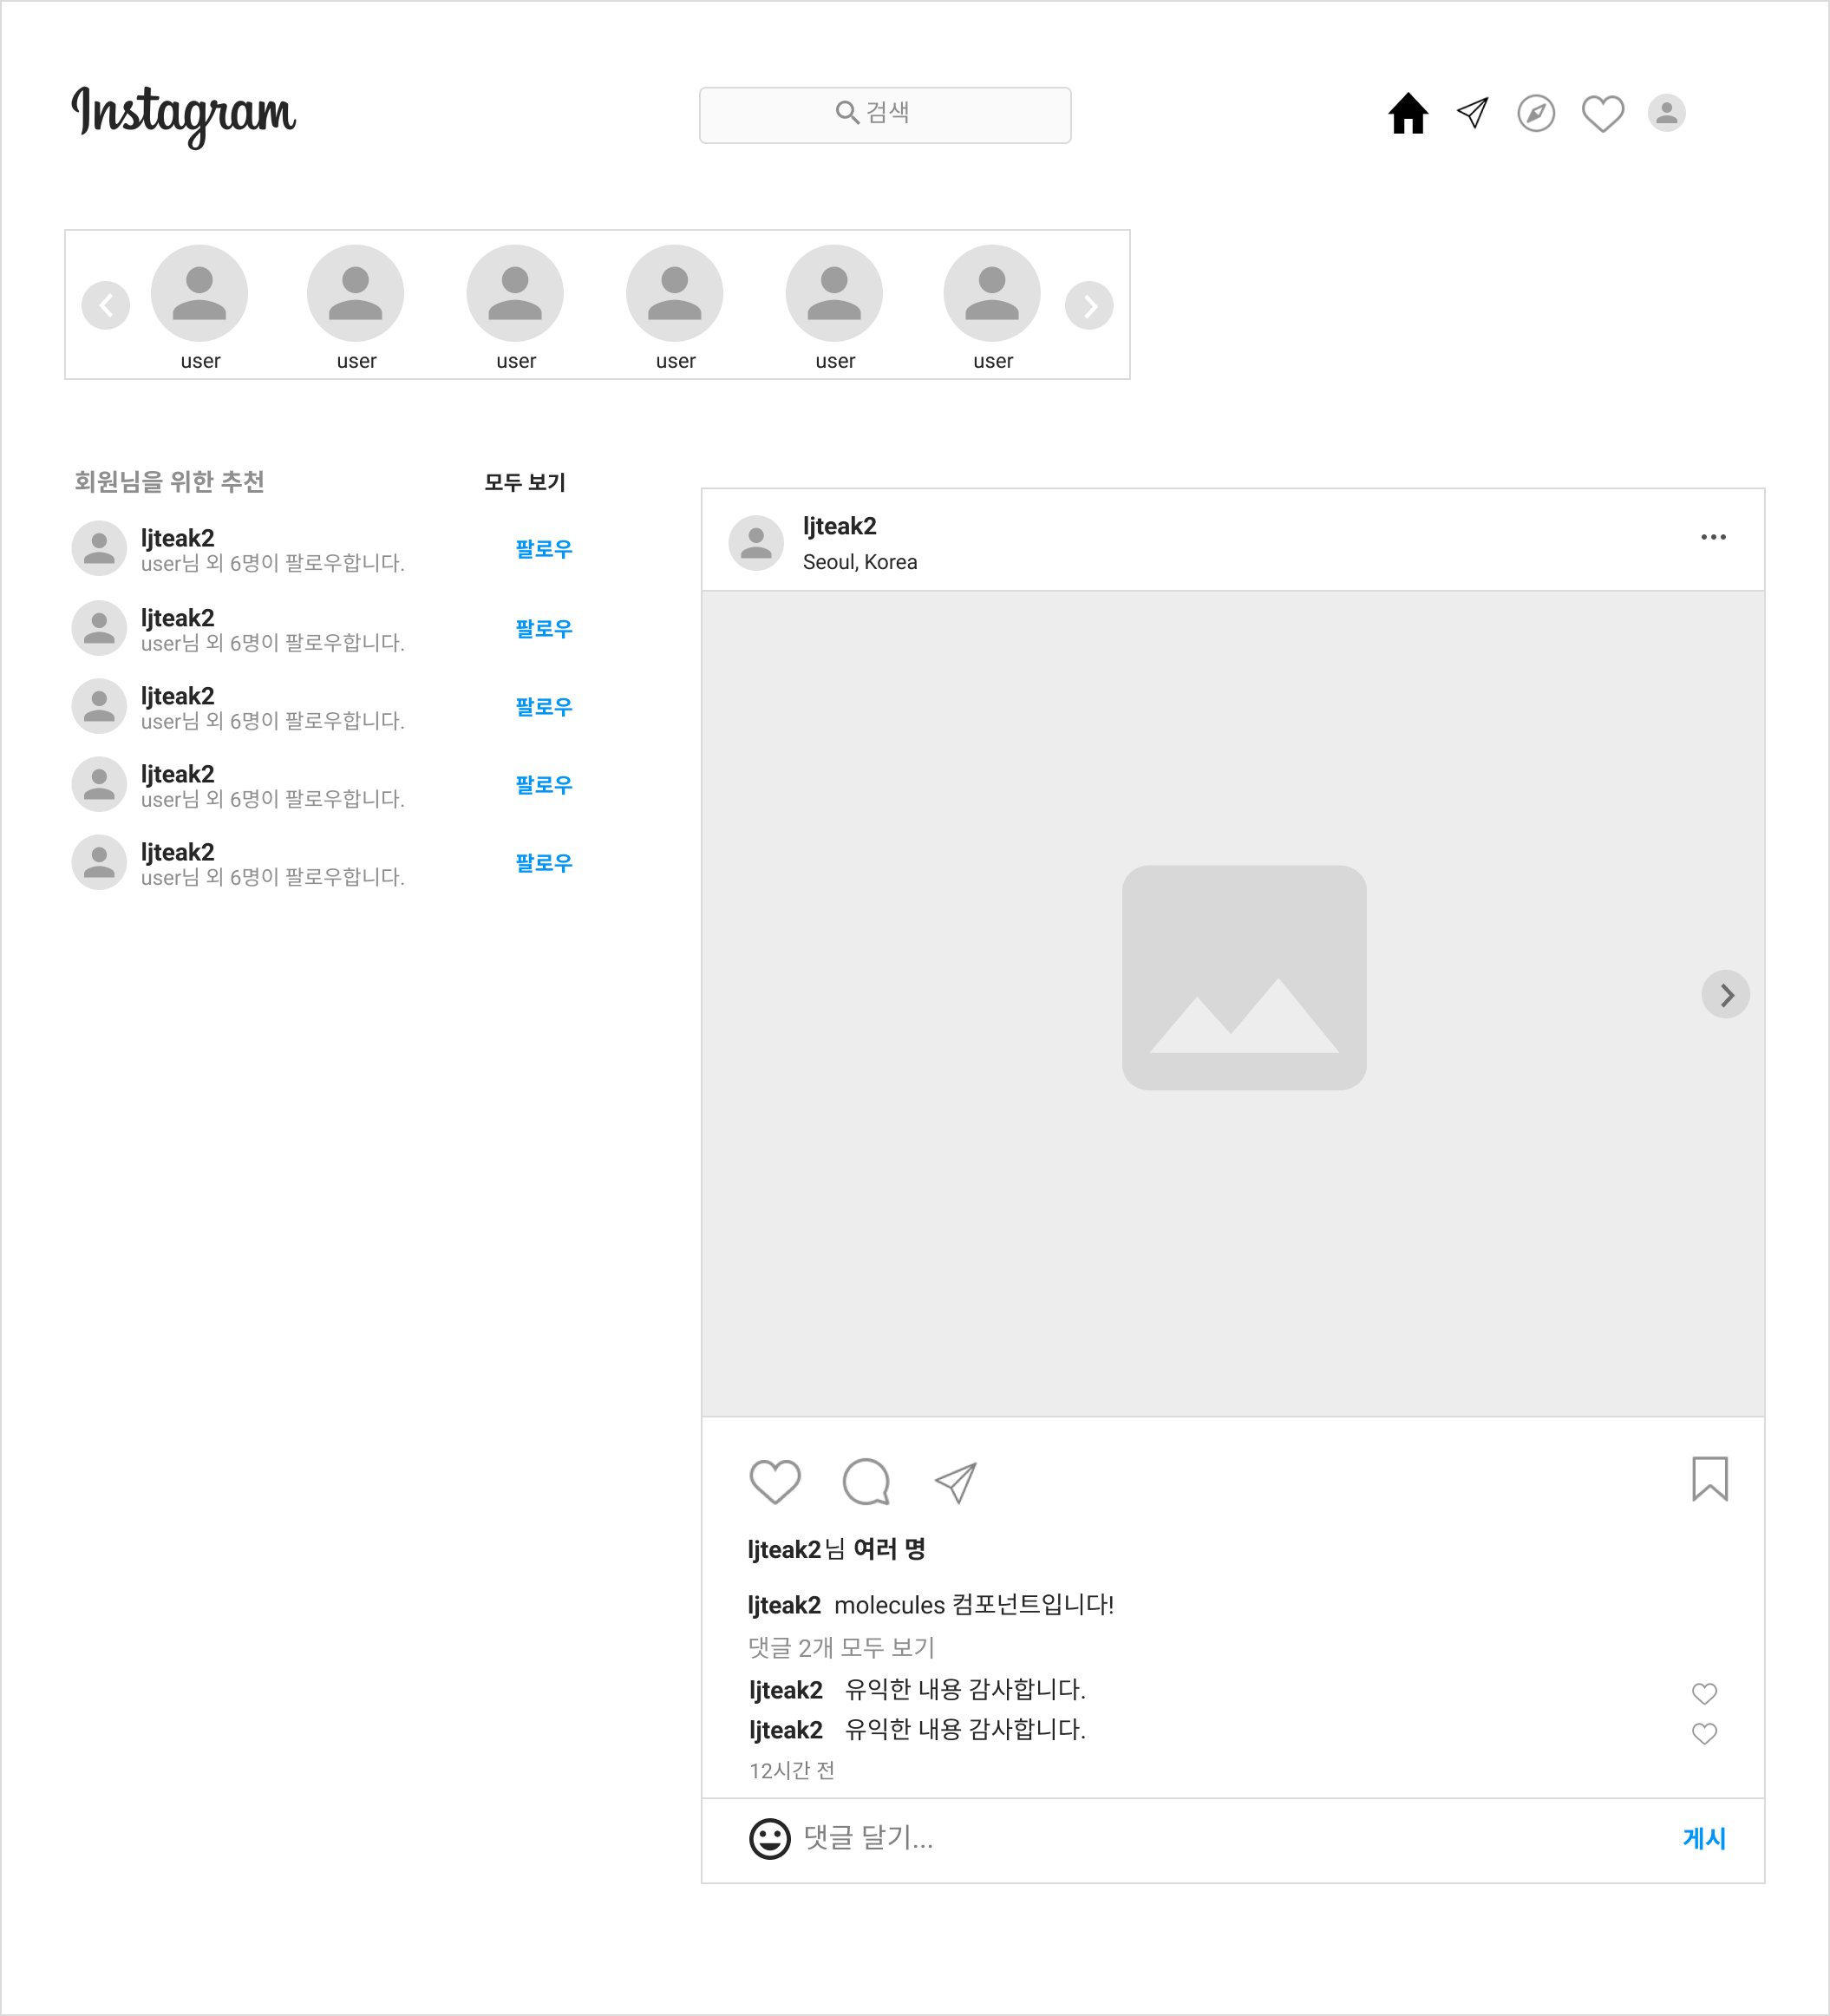 Instagram
검색
user
user
user
user
user
user
회원님을 위한 추천
모두 보기
ljteak2
user님 외 6명이 팔로우합니다.
팔로우
ljteak2
user님 외 6명이 팔로우합니다.
팔로우
ljteak2
user님 외 6명이 팔로우합니다.
팔로우
ljteak2
user님 외 6명이 팔로우합니다.
팔로우
ljteak2
user님 외 6명이 팔로우합니다.
팔로우
ljteak2
Seoul, Korea
ljteak2님 여러 명
ljteak2 molecules 컴포넌트입니다!
댓글 2개 모두 보기
ljteak2 유익한 내용 감사합니다.
ljteak2 유익한 내용 감사합니다.
12시간 전
댓글 달기...
게시